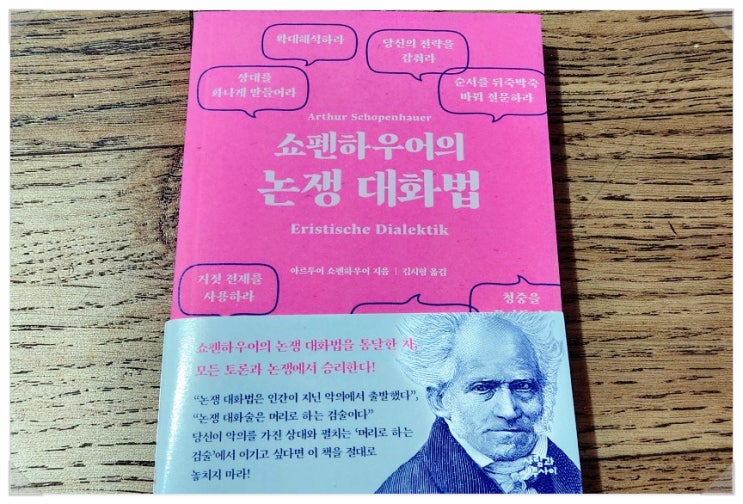 확대해석하라
당신의 전략을
감춰라
상대를
화나게 만들어라
순서를 뒤죽박죽
바꿔 질문하라
Arthur Schopenhauer
쇼펜하우어의
논쟁 대화법
Eristische Dialektik
아르투어 쇼펜하우어 지음 | 김시형 옮김
거짓 전제를
사용하라
청중을
쇼펜하우어의 논쟁 대화법을 통달한 자,
모든 토론과 논쟁에서 승리한다!
“논쟁 대화법은 인간이 지닌 악의에서 출발했다”,
“논쟁 대화술은 머리로 하는 검술이다”
당신이 악의를 가진 상대와 펼치는 ‘머리로 하는
검술’에서 이기고 싶다면 이 책을 절대로
놓치지 마라!